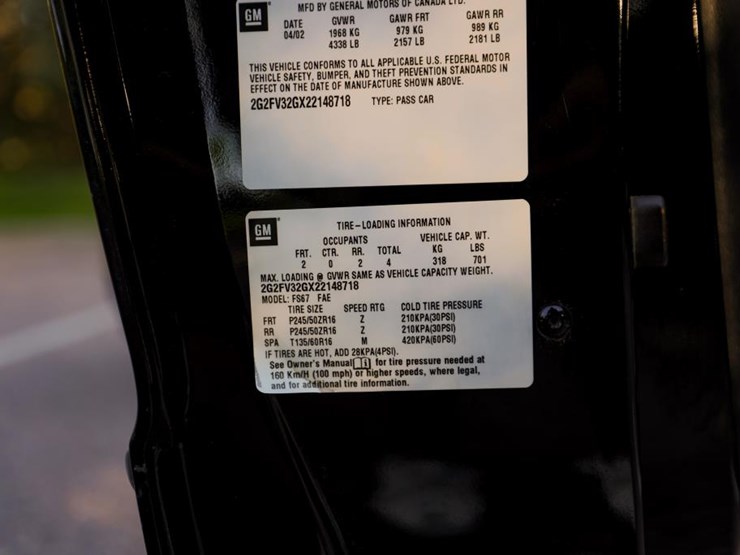 GM
MFD BY GENERAL MOTORS OF CANADA LTD.
DATE GVWR GAWR FRT GAWR RR
04/02 1968 KG 979 KG 989 KG
4338 LB 2157 LB 2181 LB
THIS VEHICLE CONFORMS TO ALL APPLICABLE U.S. FEDERAL MOTOR
VEHICLE SAFETY, BUMPER, AND THEFT PREVENTION STANDARDS IN
EFFECT ON THE DATE OF MANUFACTURE SHOWN ABOVE.
2G2FV32GX22148718 TYPE: PASS CAR
GM
TIRE-LOADING INFORMATION
OCCUPANTS VEHICLE CAP. WT.
FRT. CTR. RR. TOTAL KG LBS
2 0 2 4 318 701
MAX. LOADING @ GVWR SAME AS VEHICLE CAPACITY WEIGHT.
2G2FV32GX22148718
MODEL: FS67 FAE
TIRE SIZE SPEED RTG COLD TIRE PRESSURE
FRT P245/50ZR16 Z 210KPA(30PSI)
RR P245/50ZR16 Z 210KPA(30PSI)
SPA T135/60R16 M 420KPA(60PSI)
IF TIRES ARE HOT, ADD 28KPA(4PSI).
See Owner's Manual for tire pressure needed at
160 Km/H (100 mph) or higher speeds, where legal,
and for additional tire information.